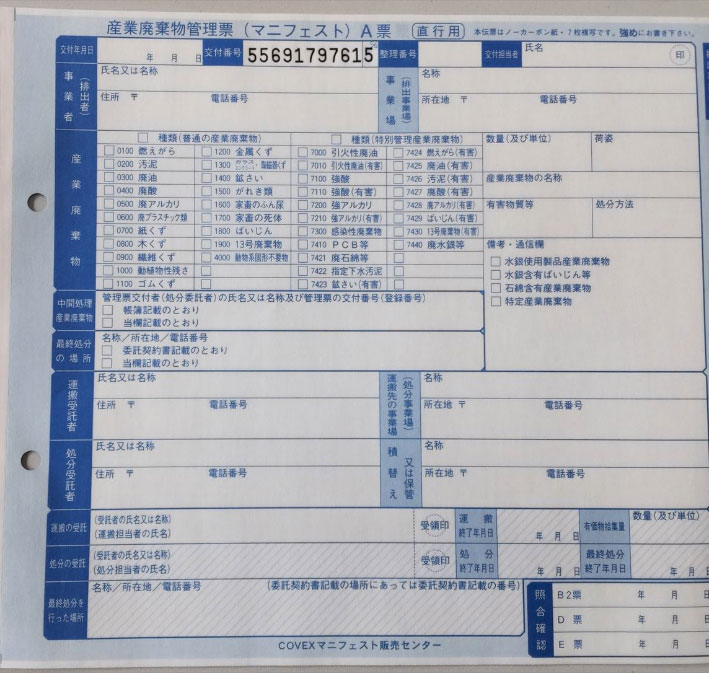 産業廃棄物管理票（マニフェスト）A票 直行用 本伝票はノーカーボン紙・7枚複写です。強めにお書き下さい。
交付年月日 年 月 日 交付番号 55691797615 整理番号 交付担当者 氏名 印
事業者（排出者） 氏名又は名称 事業場（排出事業場） 名称
住所 〒 電話番号 所在地 〒 電話番号
産業廃棄物 種類（普通の産業廃棄物） 種類（特別管理産業廃棄物） 数量（及び単位） 荷姿
0100 燃えがら 1200 金属くず 7000 引火性廃油 7424 燃えがら（有害）
0200 汚泥 1300 ガラス・陶磁器くず 7010 引火性廃油（有害） 7425 廃油（有害）
0300 廃油 1400 鉱さい 7100 強酸 7426 汚泥（有害） 産業廃棄物の名称
0400 廃酸 1500 がれき類 7110 強酸（有害） 7427 廃酸（有害）
0500 廃アルカリ 1600 家畜のふん尿 7200 強アルカリ 7428 廃アルカリ（有害） 有害物質等 処分方法
0600 廃プラスチック類 1700 家畜の死体 7210 強アルカリ（有害） 7429 ばいじん（有害）
0700 紙くず 1800 ばいじん 7300 感染性廃棄物 7430 13号廃棄物（有害）
0800 木くず 1900 13号廃棄物 7410 PCB等 7440 廃水銀等 備考・通信欄
0900 繊維くず 4000 動物系固形不要物 7421 廃石綿等 水銀使用製品産業廃棄物
1000 動植物性残さ 7422 指定下水汚泥 水銀含有ばいじん等
1100 ゴムくず 7423 鉱さい（有害） 石綿含有産業廃棄物
特定産業廃棄物
中間処理産業廃棄物 管理票交付者（処分委託者）の氏名又は名称及び管理票の交付番号（登録番号）
帳簿記載のとおり
当欄記載のとおり
最終処分の場所 名称／所在地／電話番号
委託契約書記載のとおり
当欄記載のとおり
運搬受託者 氏名又は名称 運搬先の事業場（処分事業場） 名称
住所 〒 電話番号 所在地 〒 電話番号
処分受託者 氏名又は名称 積替え又は保管 名称
住所 〒 電話番号 所在地 〒 電話番号
運搬の受託 （受託者の氏名又は名称） 受領印 運搬終了年月日 年 月 日 有価物拾集量 数量（及び単位）
（運搬担当者の氏名）
処分の受託 （受託者の氏名又は名称） 受領印 処分終了年月日 年 月 日 最終処分終了年月日 年 月 日
（処分担当者の氏名）
最終処分を行った場所 名称／所在地／電話番号 （委託契約書記載の場所にあっては委託契約書記載の番号）
照合確認 B2票 年 月 日
D 票 年 月 日
E 票 年 月 日
COVEXマニフェスト販売センター